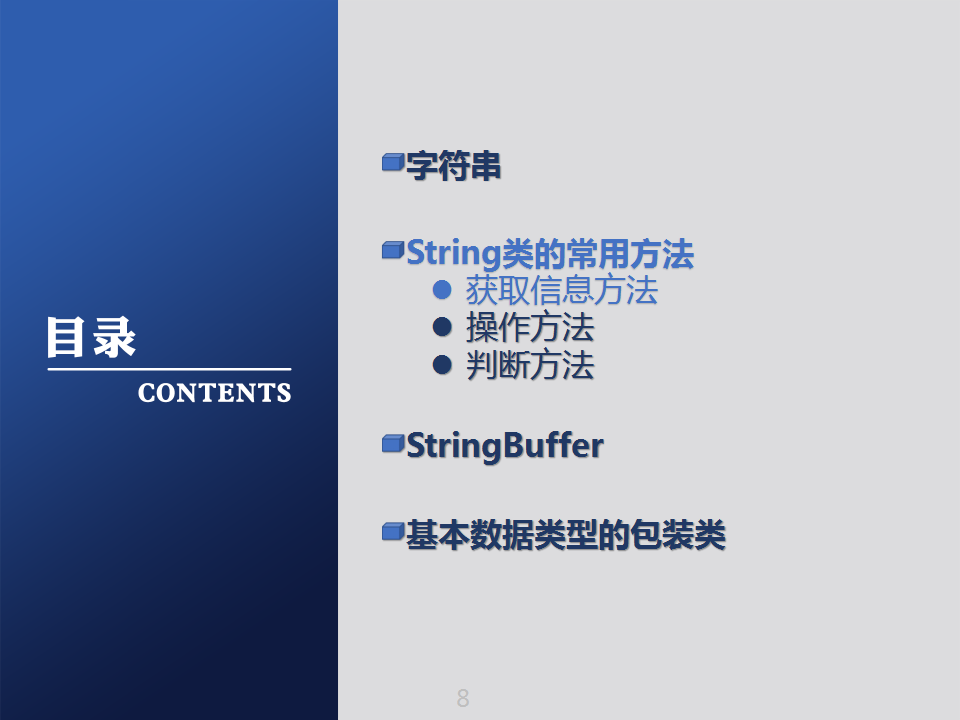 目录
CONTENTS
字符串
String类的常用方法
获取信息方法
操作方法
判断方法
StringBuffer
基本数据类型的包装类
8